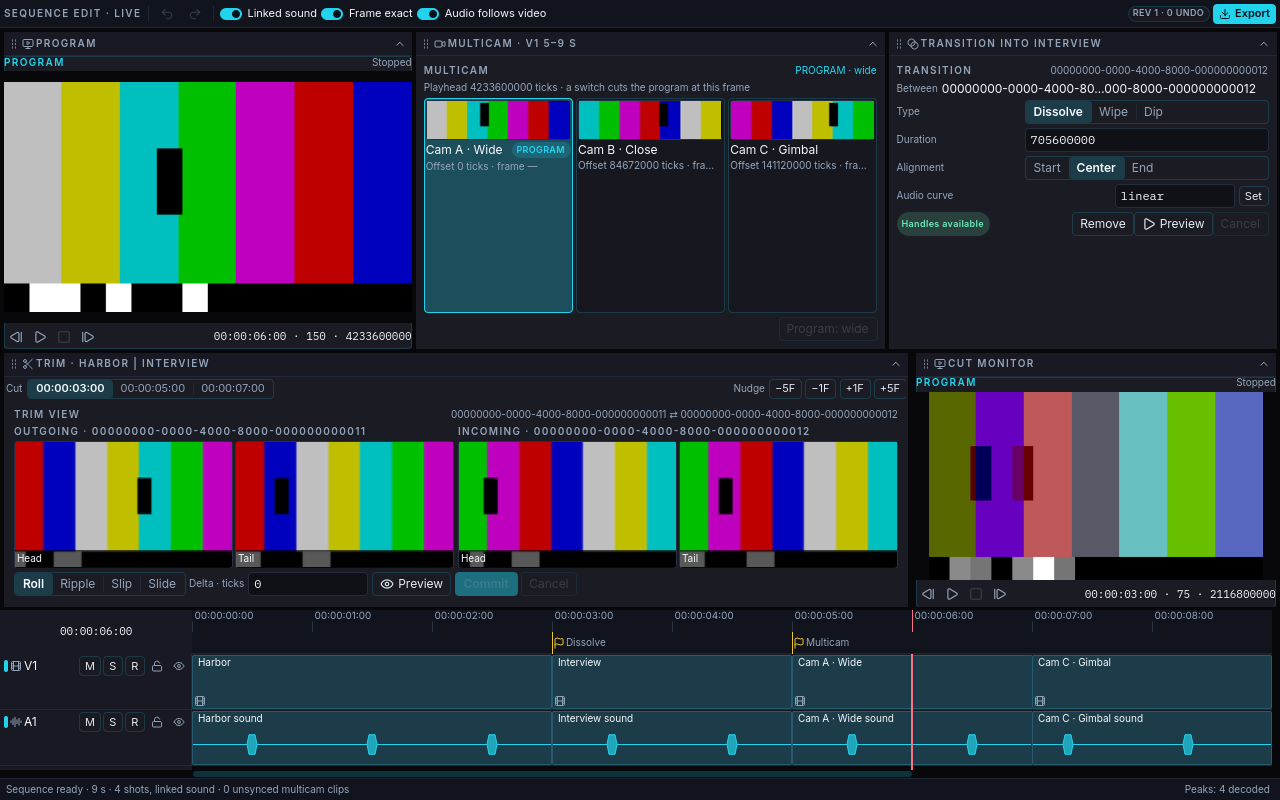 SEQUENCE EDIT · LIVE
Linked sound
Frame exact
Audio follows video
REV 1 · 0 UNDO
Export
PROGRAM
PROGRAM
Stopped
00:00:06:00 · 150 · 4233600000
MULTICAM · V1 5–9 S
MULTICAM
PROGRAM · wide
Playhead 4233600000 ticks · a switch cuts the program at this frame
Cam A · Wide
PROGRAM
Offset 0 ticks · frame —
Cam B · Close
Offset 84672000 ticks · fra…
Cam C · Gimbal
Offset 141120000 ticks · fra…
Program: wide
TRANSITION INTO INTERVIEW
TRANSITION
00000000-0000-4000-8000-000000000012
Between 00000000-0000-4000-80…000-8000-000000000012
Type
Dissolve
Wipe
Dip
Duration
705600000
Alignment
Start
Center
End
Audio curve
linear
Set
Handles available
Remove
Preview
Cancel
TRIM · HARBOR | INTERVIEW
Cut
00:00:03:00
00:00:05:00
00:00:07:00
Nudge
−5F
−1F
+1F
+5F
TRIM VIEW
00000000-0000-4000-8000-000000000011 ⇄ 00000000-0000-4000-8000-000000000012
OUTGOING · 00000000-0000-4000-8000-000000000011
INCOMING · 00000000-0000-4000-8000-000000000012
Head
Tail
Head
Tail
Roll
Ripple
Slip
Slide
Delta · ticks
0
Preview
Commit
Cancel
CUT MONITOR
PROGRAM
Stopped
00:00:03:00 · 75 · 2116800000
00:00:06:00
00:00:00:00
00:00:01:00
00:00:02:00
00:00:03:00
00:00:04:00
00:00:05:00
00:00:06:00
00:00:07:00
00:00:08:00
Dissolve
Multicam
V1
M
S
R
Harbor
Interview
Cam A · Wide
Cam C · Gimbal
A1
M
S
R
Harbor sound
Interview sound
Cam A · Wide sound
Cam C · Gimbal sound
Sequence ready · 9 s · 4 shots, linked sound · 0 unsynced multicam clips
Peaks: 4 decoded